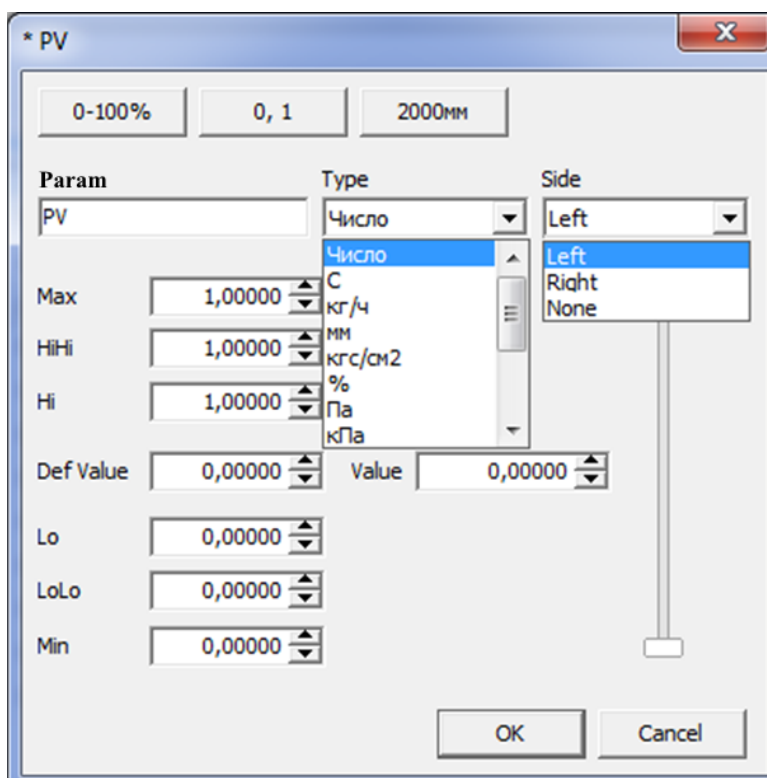 * PV
0-100%
0, 1
2000мм
Param
Type
Side
PV
Число
Left
Число
С
кг/ч
мм
кгс/см2
%
Па
кПа
Left
Right
None
Max
1,00000
HiHi
1,00000
Hi
1,00000
Def Value
0,00000
Value
0,00000
Lo
0,00000
LoLo
0,00000
Min
0,00000
OK
Cancel